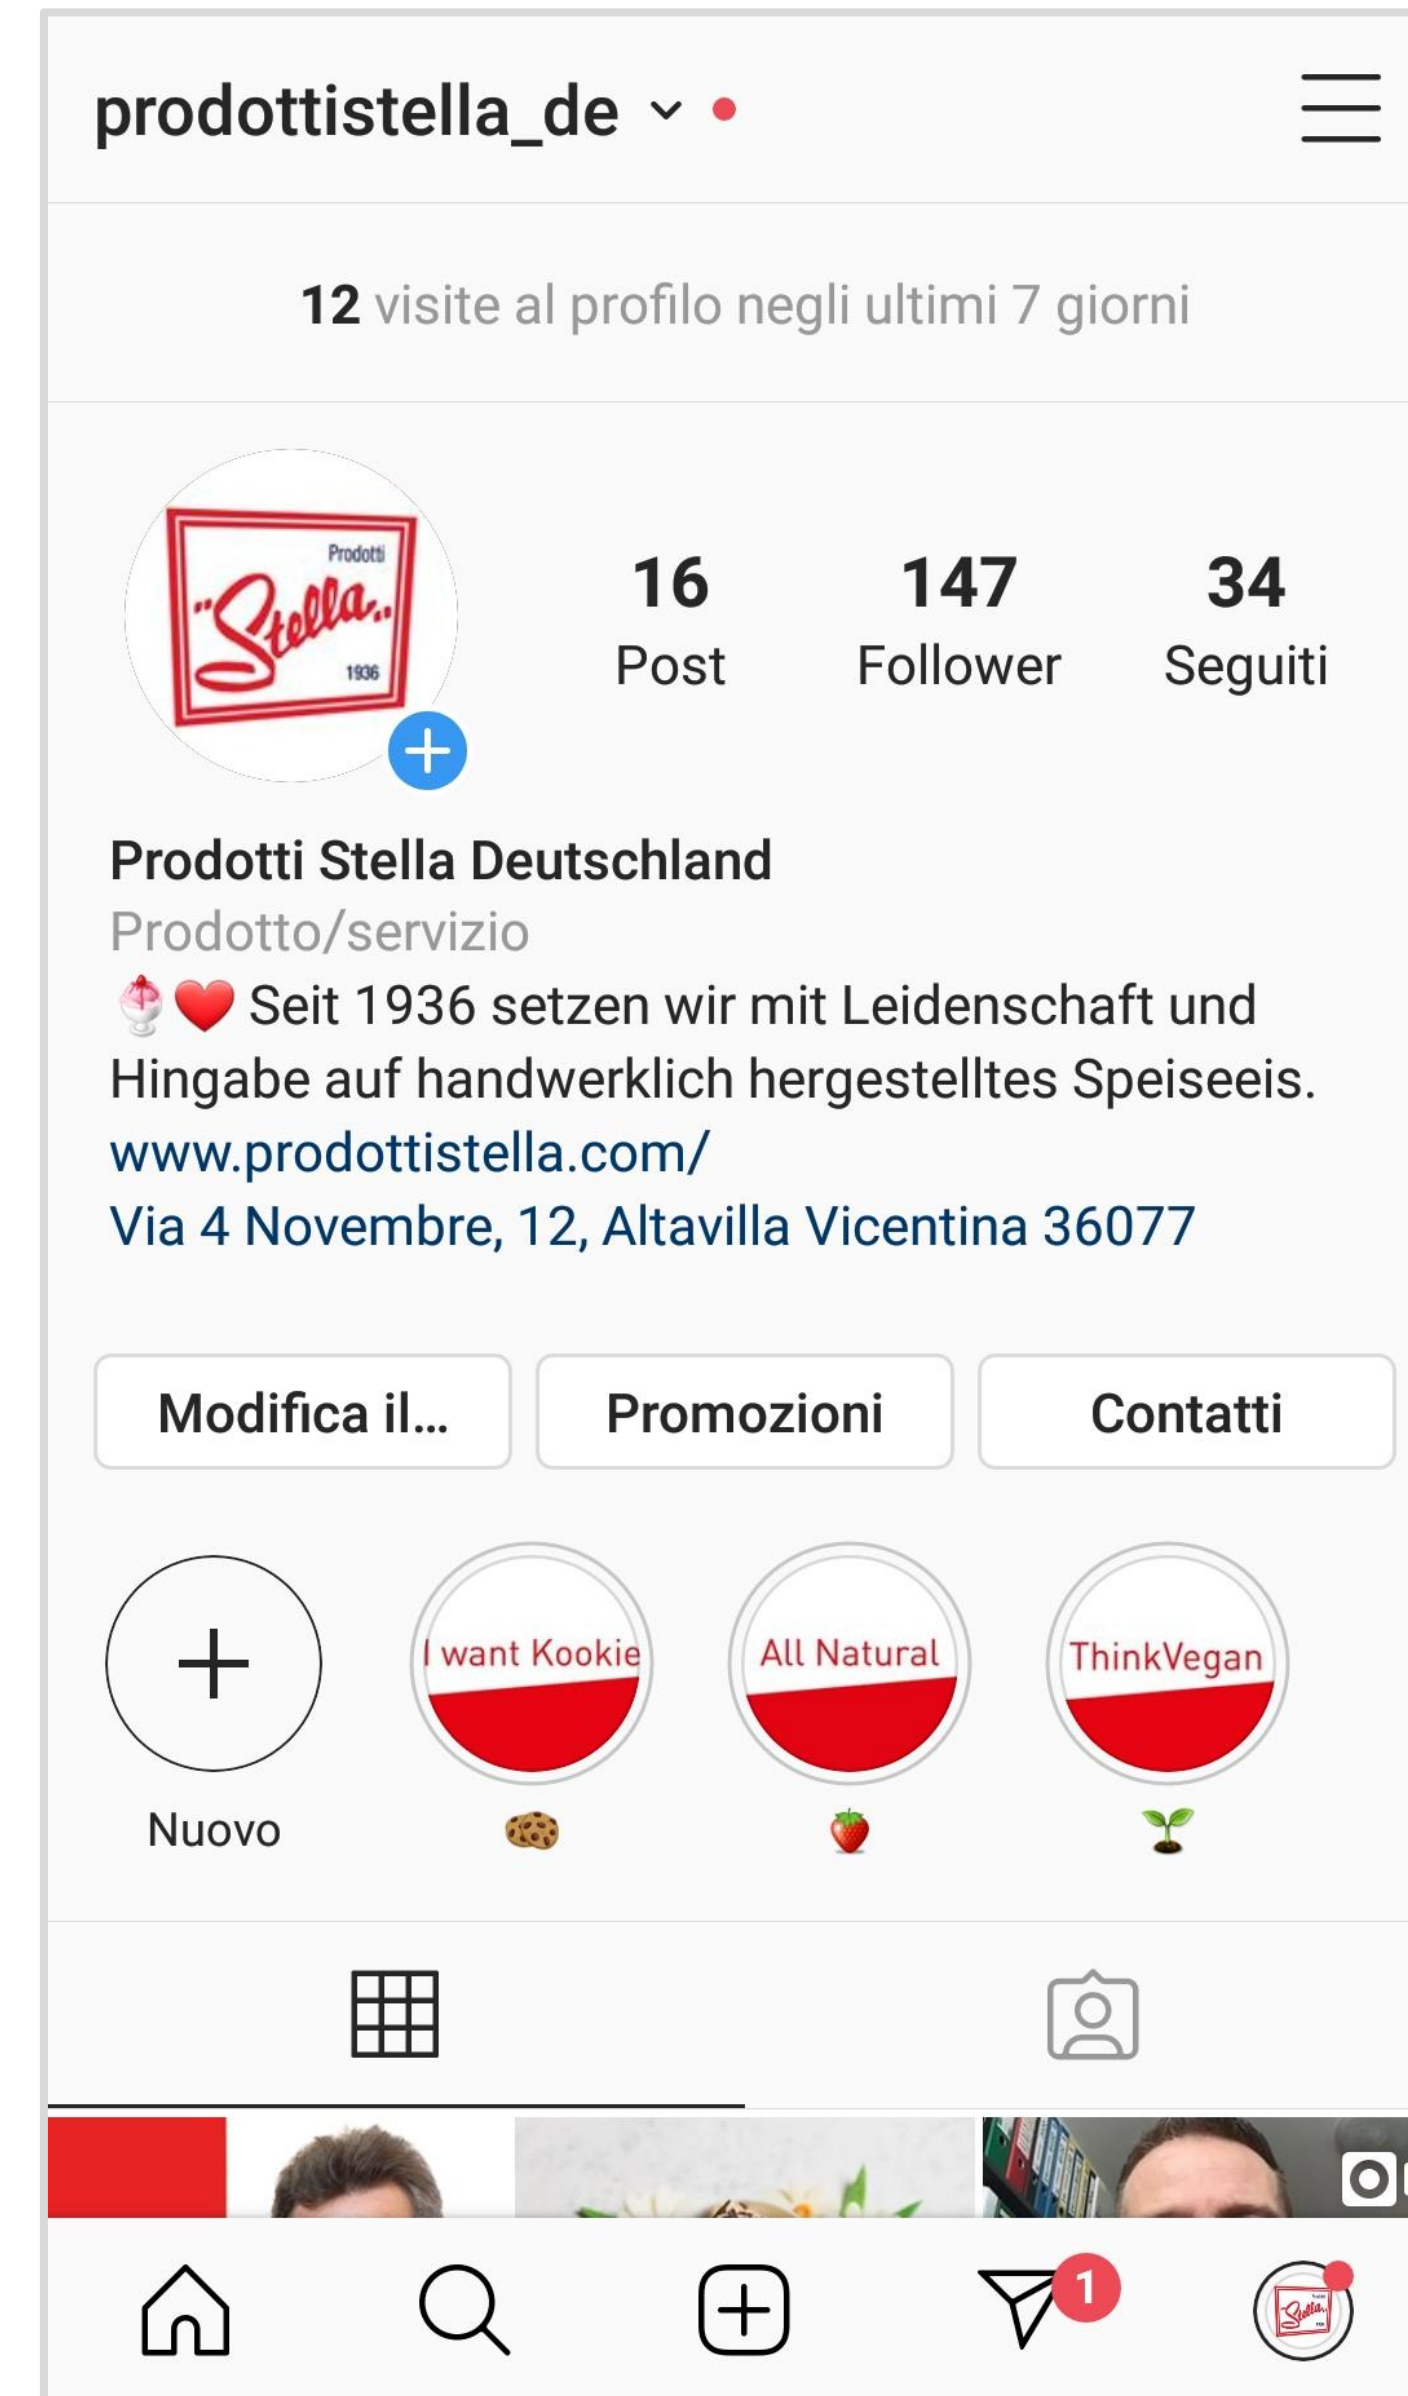 prodottistella_de
12 visite al profilo negli ultimi 7 giorni
Prodotti
"Stella"
1936
16 147 34
Post Follower Seguiti
Prodotti Stella Deutschland
Prodotto/servizio
🍨❤️ Seit 1936 setzen wir mit Leidenschaft und
Hingabe auf handwerklich hergestelltes Speiseeis.
www.prodottistella.com/
Via 4 Novembre, 12, Altavilla Vicentina 36077
Modifica il... Promozioni Contatti
I want Kookie All Natural ThinkVegan
Nuovo 🍪 🍓 🌱
1
Stella